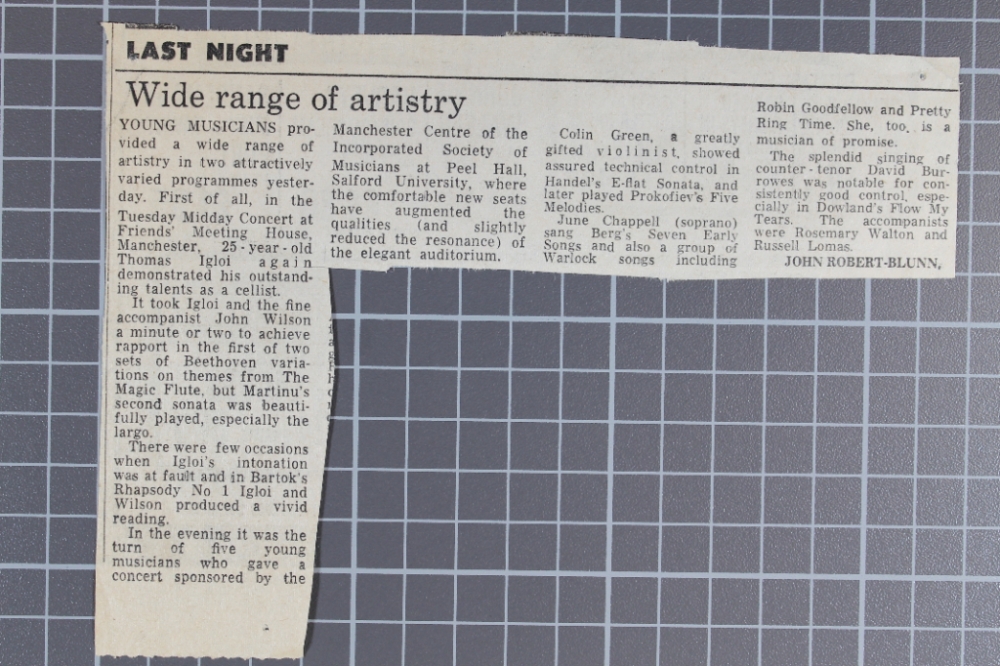 LAST NIGHT
Wide range of artistry
YOUNG MUSICIANS pro-
vided a wide range of
artistry in two attractively
varied programmes yester-
day. First of all, in the
Tuesday Midday Concert at
Friends' Meeting House,
Manchester, 25-year-old
Thomas Igloi again
demonstrated his outstand-
ing talents as a cellist.
It took Igloi and the fine
accompanist John Wilson
a minute or two to achieve
rapport in the first of two
sets of Beethoven varia-
tions on themes from The
Magic Flute, but Martinu's
second sonata was beauti-
fully played, especially the
largo.
There were few occasions
when Igloi's intonation
was at fault and in Bartok's
Rhapsody No 1 Igloi and
Wilson produced a vivid
reading.
In the evening it was the
turn of five young
musicians who gave a
concert sponsored by the
Manchester Centre of the
Incorporated Society of
Musicians at Peel Hall,
Salford University, where
the comfortable new seats
have augmented the
qualities (and slightly
reduced the resonance) of
the elegant auditorium.
Colin Green, a greatly
gifted violinist, showed
assured technical control in
Handel's E-flat Sonata, and
later played Prokofiev's Five
Melodies.
June Chappell (soprano)
sang Berg's Seven Early
Songs and also a group of
Warlock songs including
Robin Goodfellow and Pretty
Ring Time. She, too, is a
musician of promise.
The splendid singing of
counter-tenor David Bur-
rowes was notable for con-
sistently good control, espe-
cially in Dowland's Flow My
Tears. The accompanists
were Rosemary Walton and
Russell Lomas.
JOHN ROBERT-BLUNN.